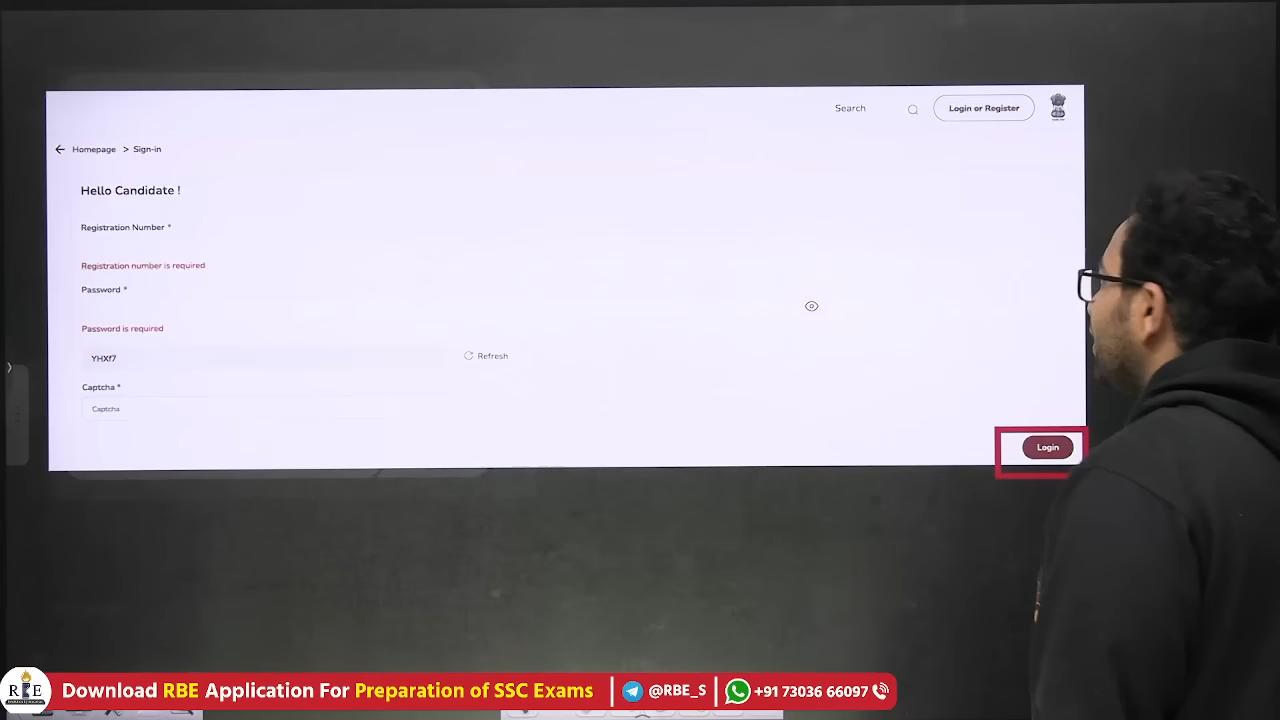 Search
Login or Register
Homepage > Sign-in
Hello Candidate !
Registration Number *
Registration number is required
Password *
Password is required
YHXf7
Refresh
Captcha *
Captcha
Login
RBE
Download RBE Application For Preparation of SSC Exams
@RBE_S
+91 73036 66097